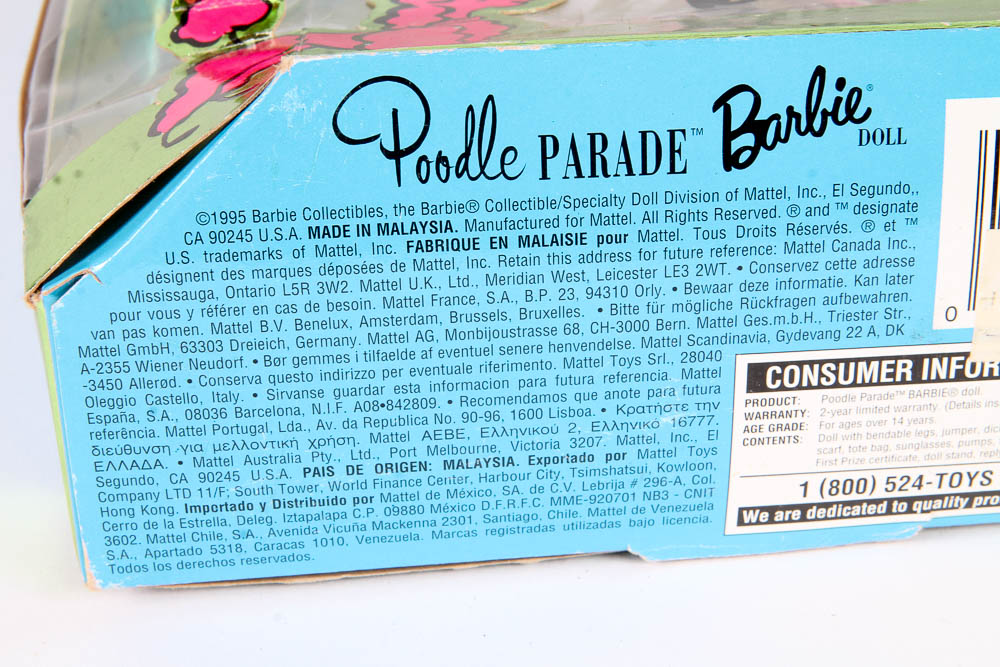 Poodle PARADE™ Barbie® DOLL
©1995 Barbie Collectibles, the Barbie® Collectible/Specialty Doll Division of Mattel, Inc., El Segundo,,
CA 90245 U.S.A. MADE IN MALAYSIA. Manufactured for Mattel. All Rights Reserved. ® and ™ designate
U.S. trademarks of Mattel, Inc. FABRIQUE EN MALAISIE pour Mattel. Tous Droits Réservés. ® et ™
désignent des marques déposées de Mattel, Inc. Retain this address for future reference: Mattel Canada Inc.,
Mississauga, Ontario L5R 3W2. Mattel U.K., Ltd., Meridian West, Leicester LE3 2WT. • Conservez cette adresse
pour vous y référer en cas de besoin. Mattel France, S.A., B.P. 23, 94310 Orly. • Bewaar deze informatie. Kan later
van pas komen. Mattel B.V. Benelux, Amsterdam, Brussels, Bruxelles. • Bitte für mögliche Rückfragen aufbewahren.
Mattel GmbH, 63303 Dreieich, Germany. Mattel AG, Monbijoustrasse 68, CH-3000 Bern. Mattel Ges.m.b.H., Triester Str.,
A-2355 Wiener Neudorf. • Bør gemmes i tilfaelde af eventuel senere henvendelse. Mattel Scandinavia, Gydevang 22 A, DK
-3450 Allerød. • Conserva questo indirizzo per eventuale riferimento. Mattel Toys Srl., 28040
Oleggio Castello, Italy. • Sirvanse guardar esta informacion para futura referencia. Mattel
España, S.A., 08036 Barcelona, N.I.F. A08•842809. • Recomendamos que anote para futura
referência. Mattel Portugal, Lda., Av. da Republica No. 90-96, 1600 Lisboa. • Κρατήστε την
διεύθυνση για μελλοντική χρήση. Mattel ΑΕΒΕ, Ελληνικού 2, Ελληνικό 16777.
ΕΛΛΑΔΑ. • Mattel Australia Pty., Ltd., Port Melbourne, Victoria 3207. Mattel, Inc., El
Segundo, CA 90245 U.S.A. PAIS DE ORIGEN: MALAYSIA. Exportado por Mattel Toys
Company LTD 11/F, South Tower, World Finance Center, Harbour City, Tsimshatsui, Kowloon,
Hong Kong. Importado y Distribuido por Mattel de México, SA. de C.V. Lebrija # 296-A, Col.
Cerro de la Estrella, Deleg. Iztapalapa C.P. 09880 México D.F.R.F.C. MME-920701 NB3 - CNIT
3602. Mattel Chile, S.A., Avenida Vicuña Mackenna 2301, Santiago, Chile. Mattel de Venezuela
S.A., Apartado 5318, Caracas 1010, Venezuela. Marcas registradas utilizadas bajo licencia.
Todos los derechos reservados.
0
CONSUMER INFOR
PRODUCT: Poodle Parade™ BARBIE® doll.
WARRANTY: 2-year limited warranty. (Details ins
AGE GRADE: For ages over 14 years.
CONTENTS: Doll with bendable legs, jumper, dic
scarf, tote bag, sunglasses, pumps,
First Prize certificate, doll stand, repl
1 (800) 524-TOYS
We are dedicated to quality pro